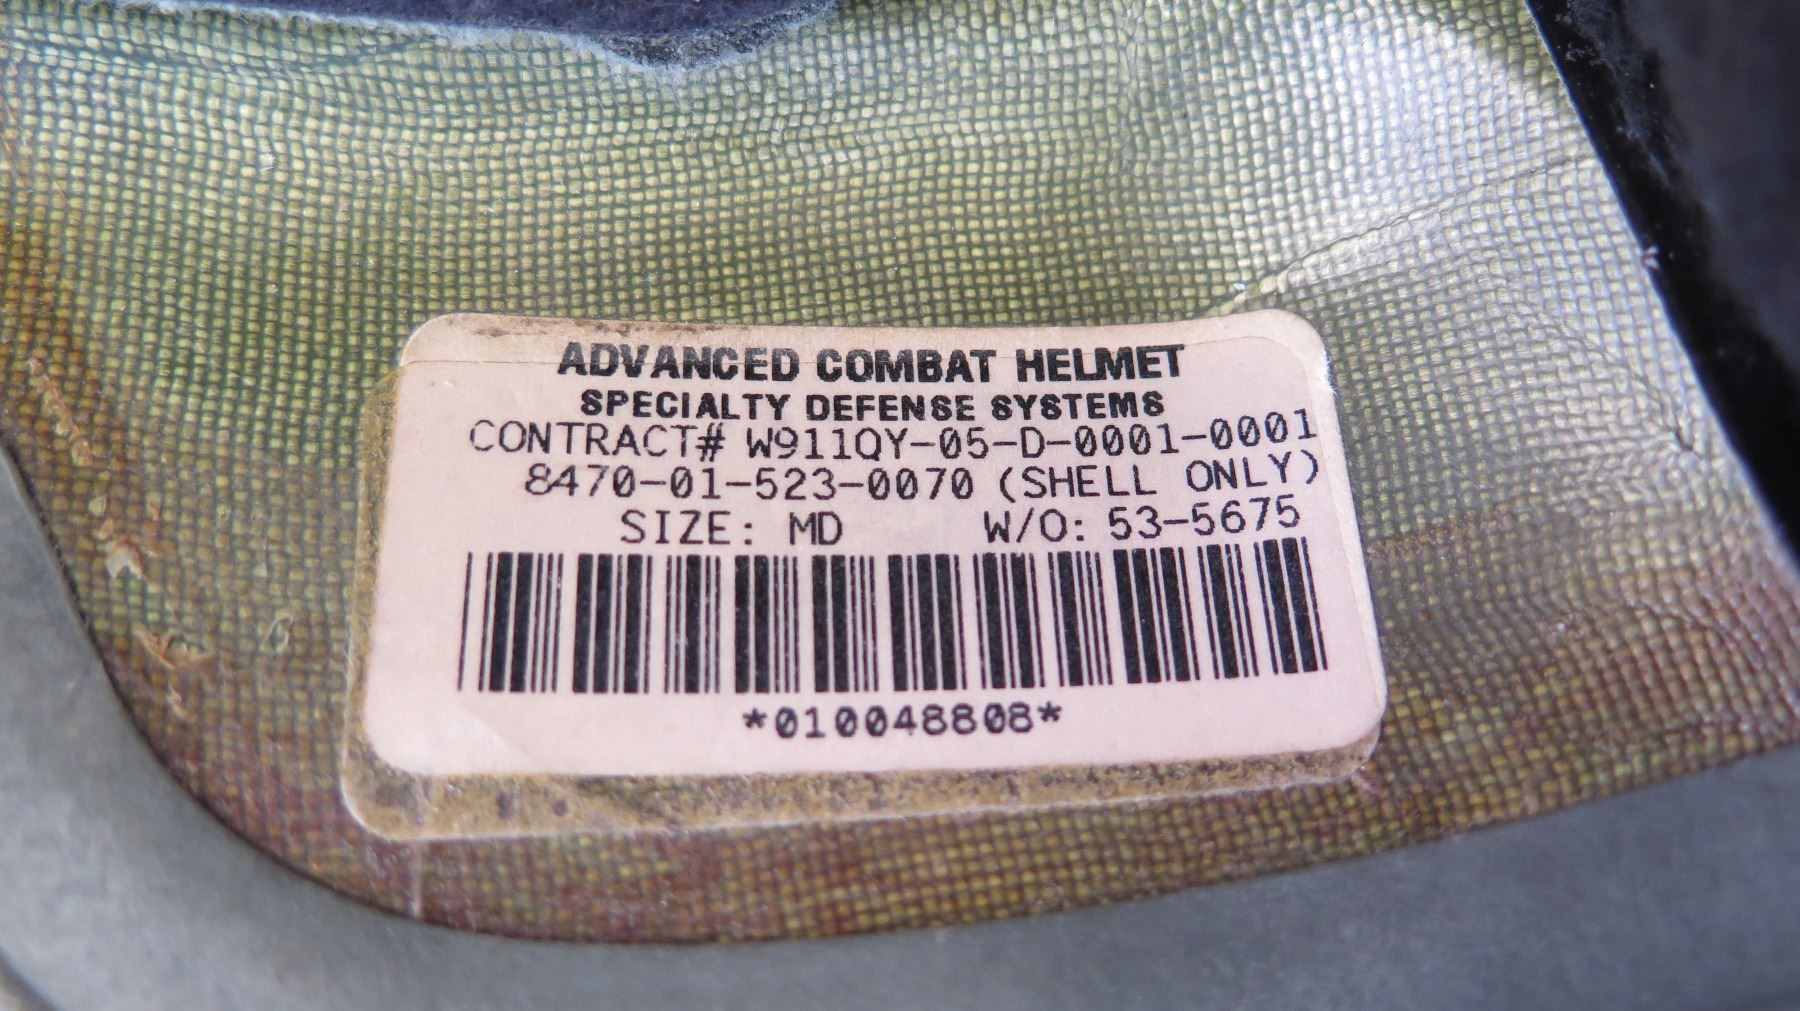 ADVANCED COMBAT HELMET
SPECIALTY DEFENSE SYSTEMS
CONTRACT# W911QY-05-D-0001-0001
8470-01-523-0070 (SHELL ONLY)
SIZE: MD W/O: 53-5675
*010048808*